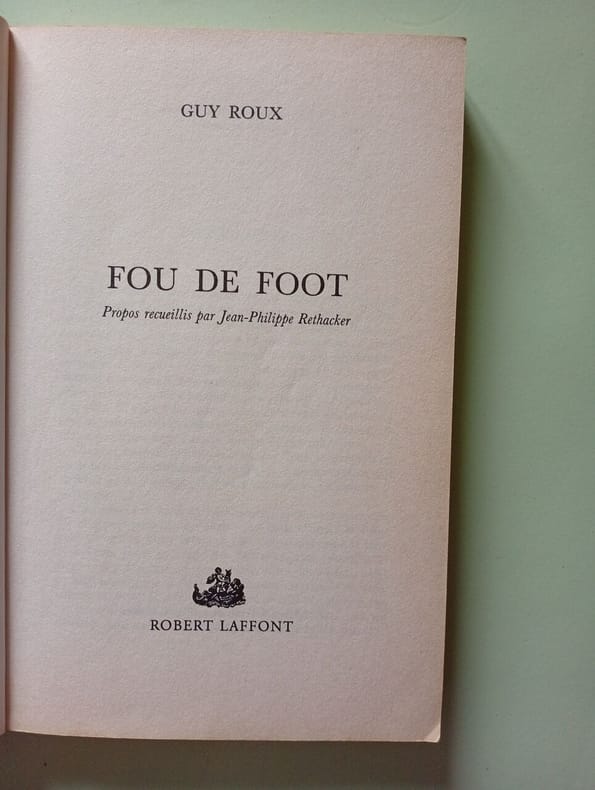 GUY ROUX
FOU DE FOOT
Propos recueillis par Jean-Philippe Rethacker
ROBERT LAFFONT